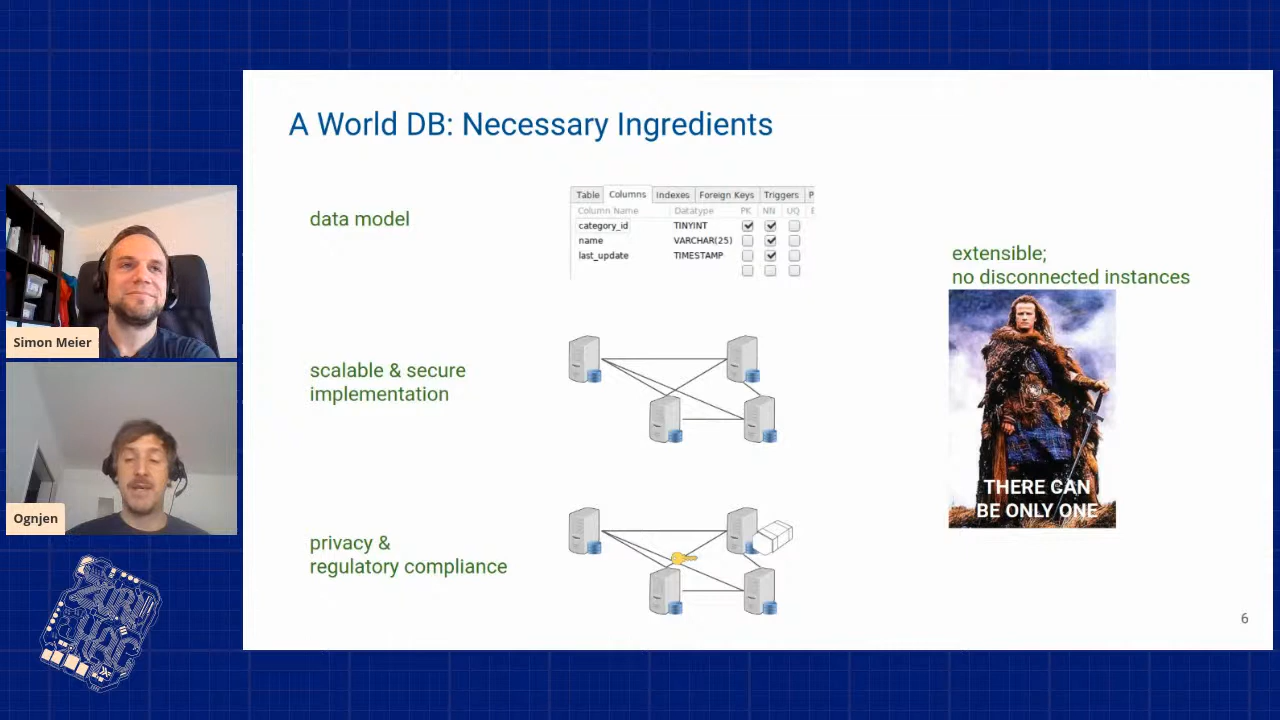 A World DB: Necessary Ingredients
data model
Table Columns Indexes Foreign Keys Triggers P
Column Name Datatype PK NN UQ E
category_id TINYINT
name VARCHAR(25)
last_update TIMESTAMP
extensible;
no disconnected instances
THERE CAN
BE ONLY ONE
scalable & secure
implementation
privacy &
regulatory compliance
6
Simon Meier
Ognjen
ZURI
HAC